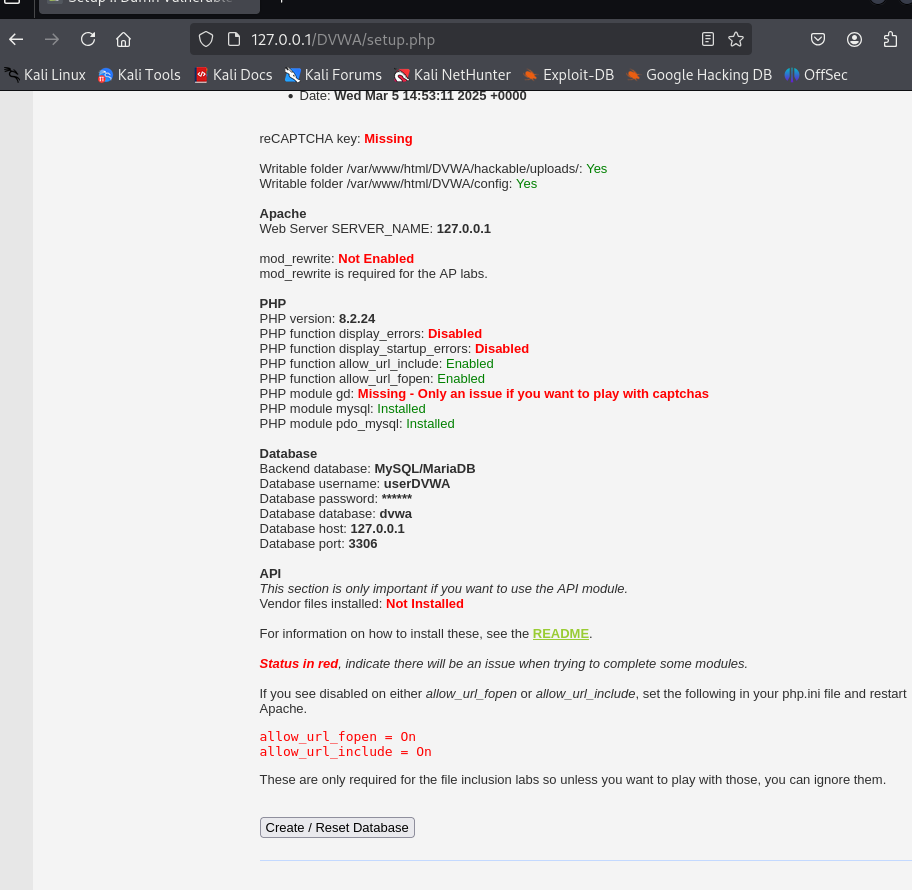 127.0.0.1/DVWA/setup.php
Kali Linux Kali Tools Kali Docs Kali Forums Kali NetHunter Exploit-DB Google Hacking DB OffSec
• Date: Wed Mar 5 14:53:11 2025 +0000
reCAPTCHA key: Missing
Writable folder /var/www/html/DVWA/hackable/uploads/: Yes
Writable folder /var/www/html/DVWA/config: Yes
Apache
Web Server SERVER_NAME: 127.0.0.1
mod_rewrite: Not Enabled
mod_rewrite is required for the AP labs.
PHP
PHP version: 8.2.24
PHP function display_errors: Disabled
PHP function display_startup_errors: Disabled
PHP function allow_url_include: Enabled
PHP function allow_url_fopen: Enabled
PHP module gd: Missing - Only an issue if you want to play with captchas
PHP module mysql: Installed
PHP module pdo_mysql: Installed
Database
Backend database: MySQL/MariaDB
Database username: userDVWA
Database password: ******
Database database: dvwa
Database host: 127.0.0.1
Database port: 3306
API
This section is only important if you want to use the API module.
Vendor files installed: Not Installed
For information on how to install these, see the README.
Status in red, indicate there will be an issue when trying to complete some modules.
If you see disabled on either allow_url_fopen or allow_url_include, set the following in your php.ini file and restart
Apache.
allow_url_fopen = On
allow_url_include = On
These are only required for the file inclusion labs so unless you want to play with those, you can ignore them.
Create / Reset Database